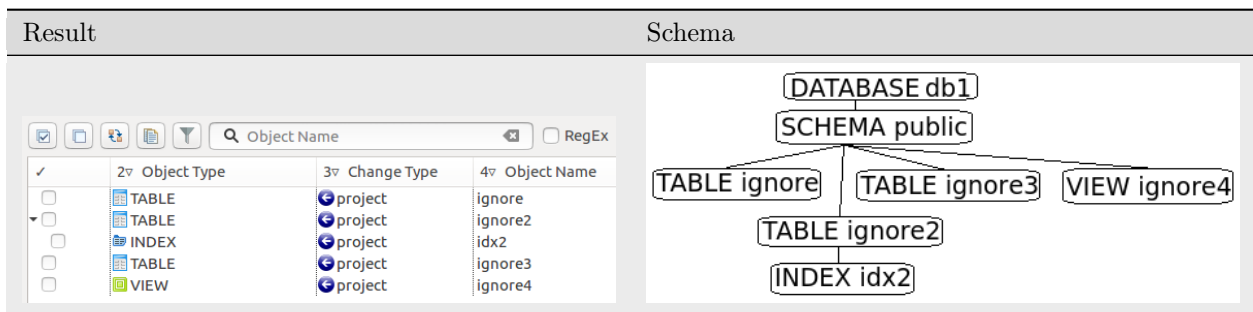 Result Schema
Object Name RegEx
✓ 2▿ Object Type 3▿ Change Type 4▿ Object Name
TABLE project ignore
TABLE project ignore2
INDEX project idx2
TABLE project ignore3
VIEW project ignore4
DATABASE db1
SCHEMA public
TABLE ignore TABLE ignore3 VIEW ignore4
TABLE ignore2
INDEX idx2